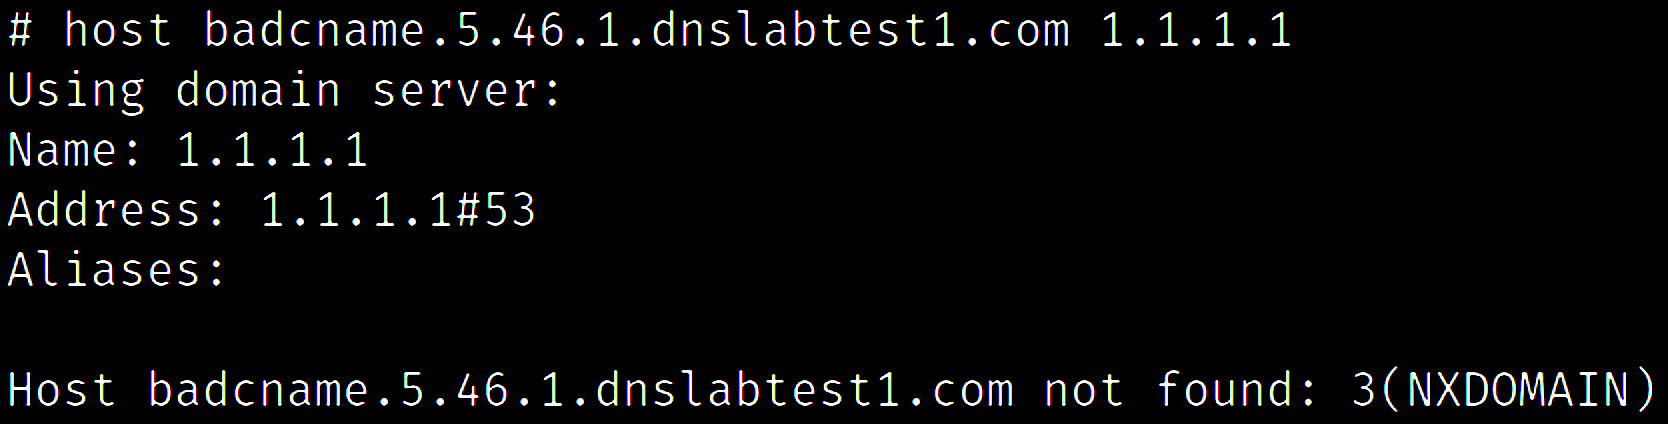 # host badcname.5.46.1.dnslabtest1.com 1.1.1.1
Using domain server:
Name: 1.1.1.1
Address: 1.1.1.1#53
Aliases:
Host badcname.5.46.1.dnslabtest1.com not found: 3(NXDOMAIN)